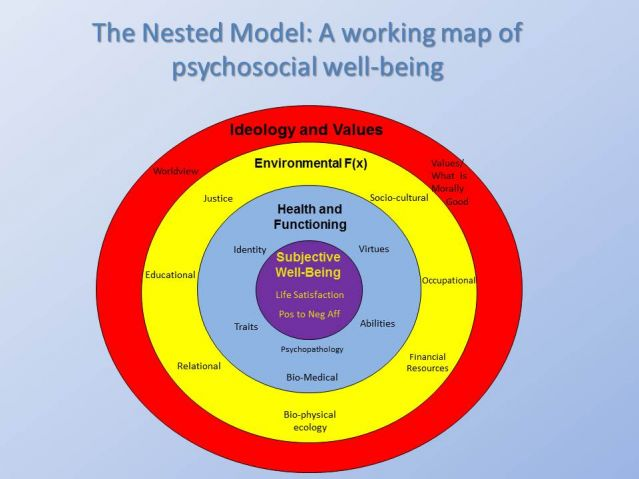 The Nested Model: A working map of
psychosocial well-being
Ideology and Values
Worldview
Values/
What is
Morally
Good
Environmental F(x)
Justice
Socio-cultural
Educational
Occupational
Relational
Financial
Resources
Bio-physical
ecology
Health and
Functioning
Identity
Virtues
Traits
Abilities
Psychopathology
Bio-Medical
Subjective
Well-Being
Life Satisfaction
Pos to Neg Aff